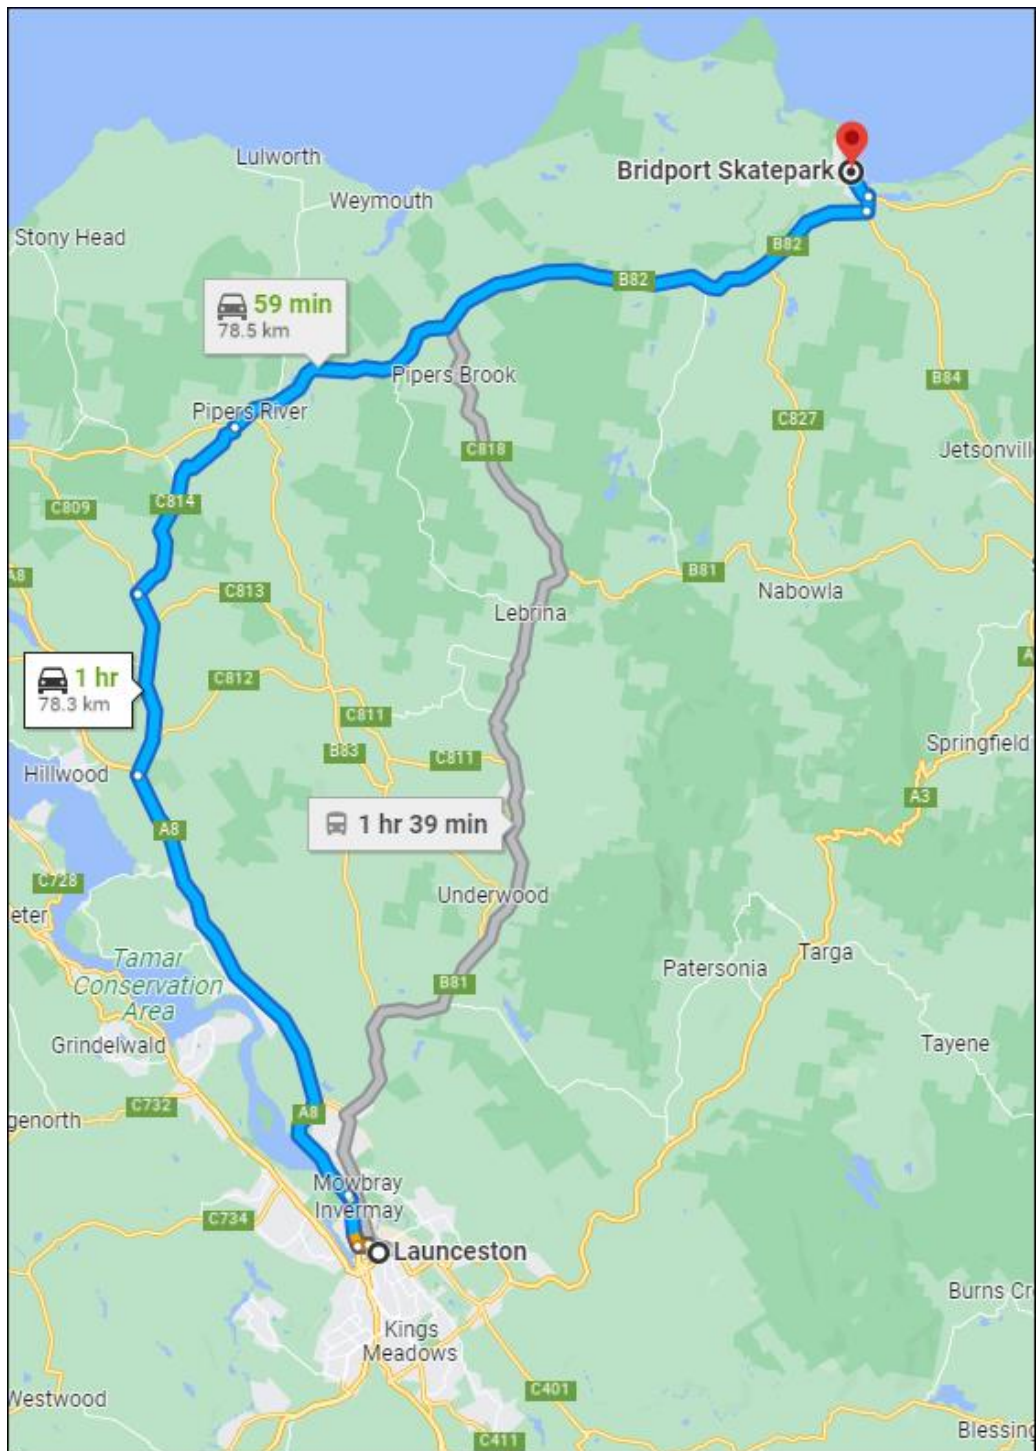 Lulworth
Bridport Skatepark
Weymouth
Stony Head
B82
B82
59 min
78.5 km
Pipers Brook
B84
Pipers River
C827
C818
Jetsonvill
C814
C809
A8
B81
C813
Nabowla
Lebrina
1 hr
78.3 km
C812
C811
B83
C811
Springfield
Hillwood
A3
A8
1 hr 39 min
C728
Underwood
eter
Targa
Tamar
Conservation
Area
Patersonia
B81
Grindelwald
Tayene
C732
A8
genorth
Mowbray
Invermay
C734
Launceston
Burns Cr
Kings
Meadows
C401
Westwood
C411
Blessing